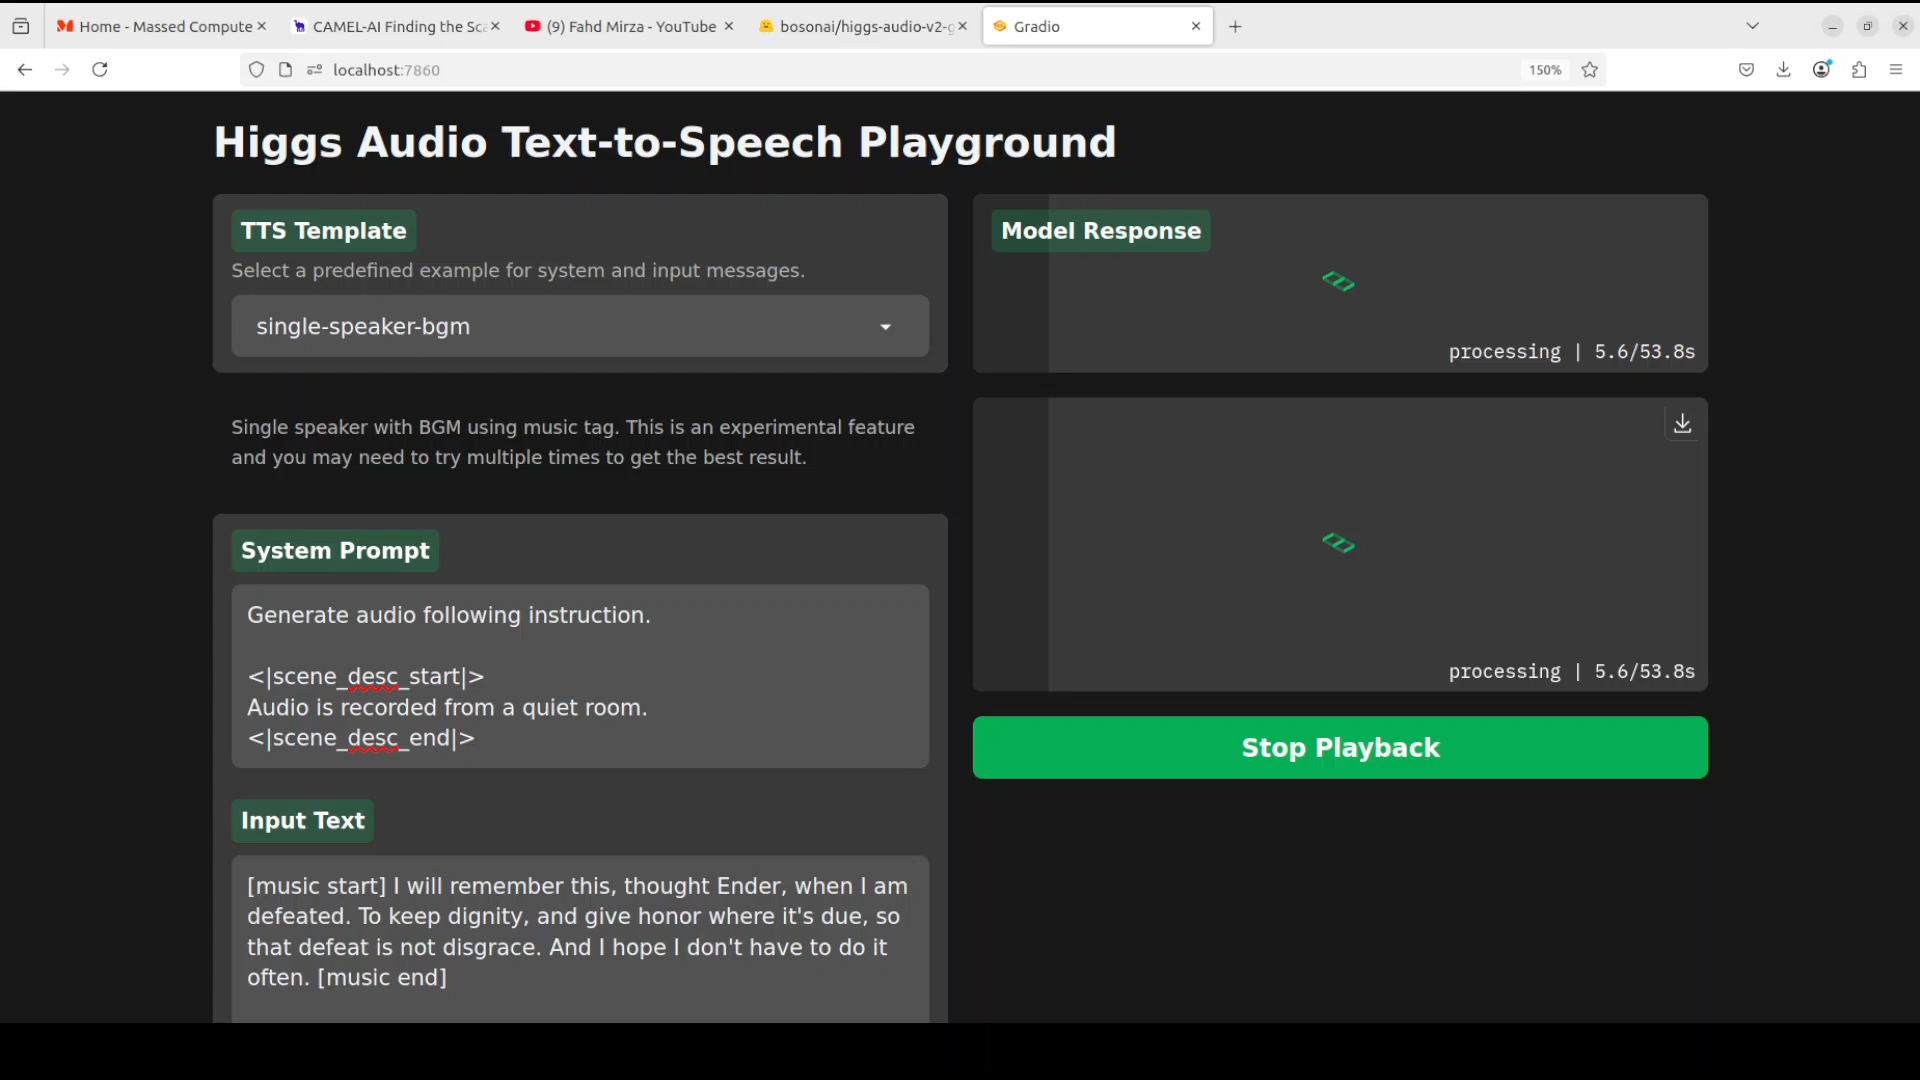 Home - Massed Compute
CAMEL-AI Finding the Sca
(9) Fahd Mirza - YouTube
bosonai/higgs-audio-v2-g
Gradio
localhost:7860
150%
Higgs Audio Text-to-Speech Playground
TTS Template
Select a predefined example for system and input messages.
single-speaker-bgm
Single speaker with BGM using music tag. This is an experimental feature
and you may need to try multiple times to get the best result.
System Prompt
Generate audio following instruction.
<|scene_desc_start|>
Audio is recorded from a quiet room.
<|scene_desc_end|>
Input Text
[music start] I will remember this, thought Ender, when I am
defeated. To keep dignity, and give honor where it's due, so
that defeat is not disgrace. And I hope I don't have to do it
often. [music end]
Model Response
processing | 5.6/53.8s
processing | 5.6/53.8s
Stop Playback